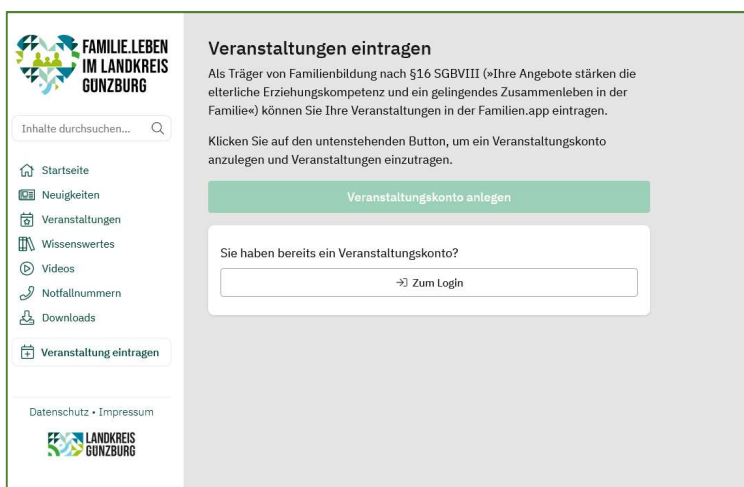 FAMILIE.LEBEN
IM LANDKREIS
GÜNZBURG
Inhalte durchsuchen...
Startseite
Neuigkeiten
Veranstaltungen
Wissenswertes
Videos
Notfallnummern
Downloads
Veranstaltung eintragen
Datenschutz • Impressum
LANDKREIS
GÜNZBURG
Veranstaltungen eintragen
Als Träger von Familienbildung nach §16 SGBVIII (»Ihre Angebote stärken die
elterliche Erziehungskompetenz und ein gelingendes Zusammenleben in der
Familie«) können Sie Ihre Veranstaltungen in der Familien.app eintragen.
Klicken Sie auf den untenstehenden Button, um ein Veranstaltungskonto
anzulegen und Veranstaltungen einzutragen.
Veranstaltungskonto anlegen
Sie haben bereits ein Veranstaltungskonto?
Zum Login